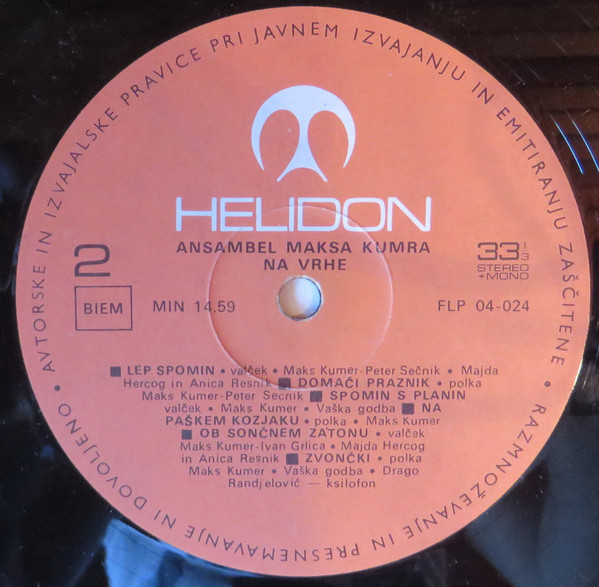 AVTORSKE IN IZVAJALSKE PRAVICE PRI JAVNEM IZVAJANJU IN EMITIRANJU ZAŠČITENE • RAZMNOŽEVANJE IN PRESNEMAVANJE NI DOVOLJENO •
HELIDON
ANSAMBEL MAKSA KUMRA
NA VRHE
2
33 1/3
STEREO
+MONO
BIEM
MIN 14.59
FLP 04-024
■ LEP SPOMIN • valček • Maks Kumer-Peter Sečnik • Majda
Hercog in Anica Resnik ■ DOMAČI PRAZNIK • polka
Maks Kumer-Peter Secnik ■ SPOMIN S PLANIN
valček • Maks Kumer • Vaška godba ■ NA
PAŠKEM KOZJAKU • polka • Maks Kumer
■ OB SONČNEM ZATONU • valček
Maks Kumer-Ivan Grlica • Majda Hercog
in Anica Resnik ■ ZVONČKI • polka
Maks Kumer • Vaška godba • Drago
Randjelović — ksilofon